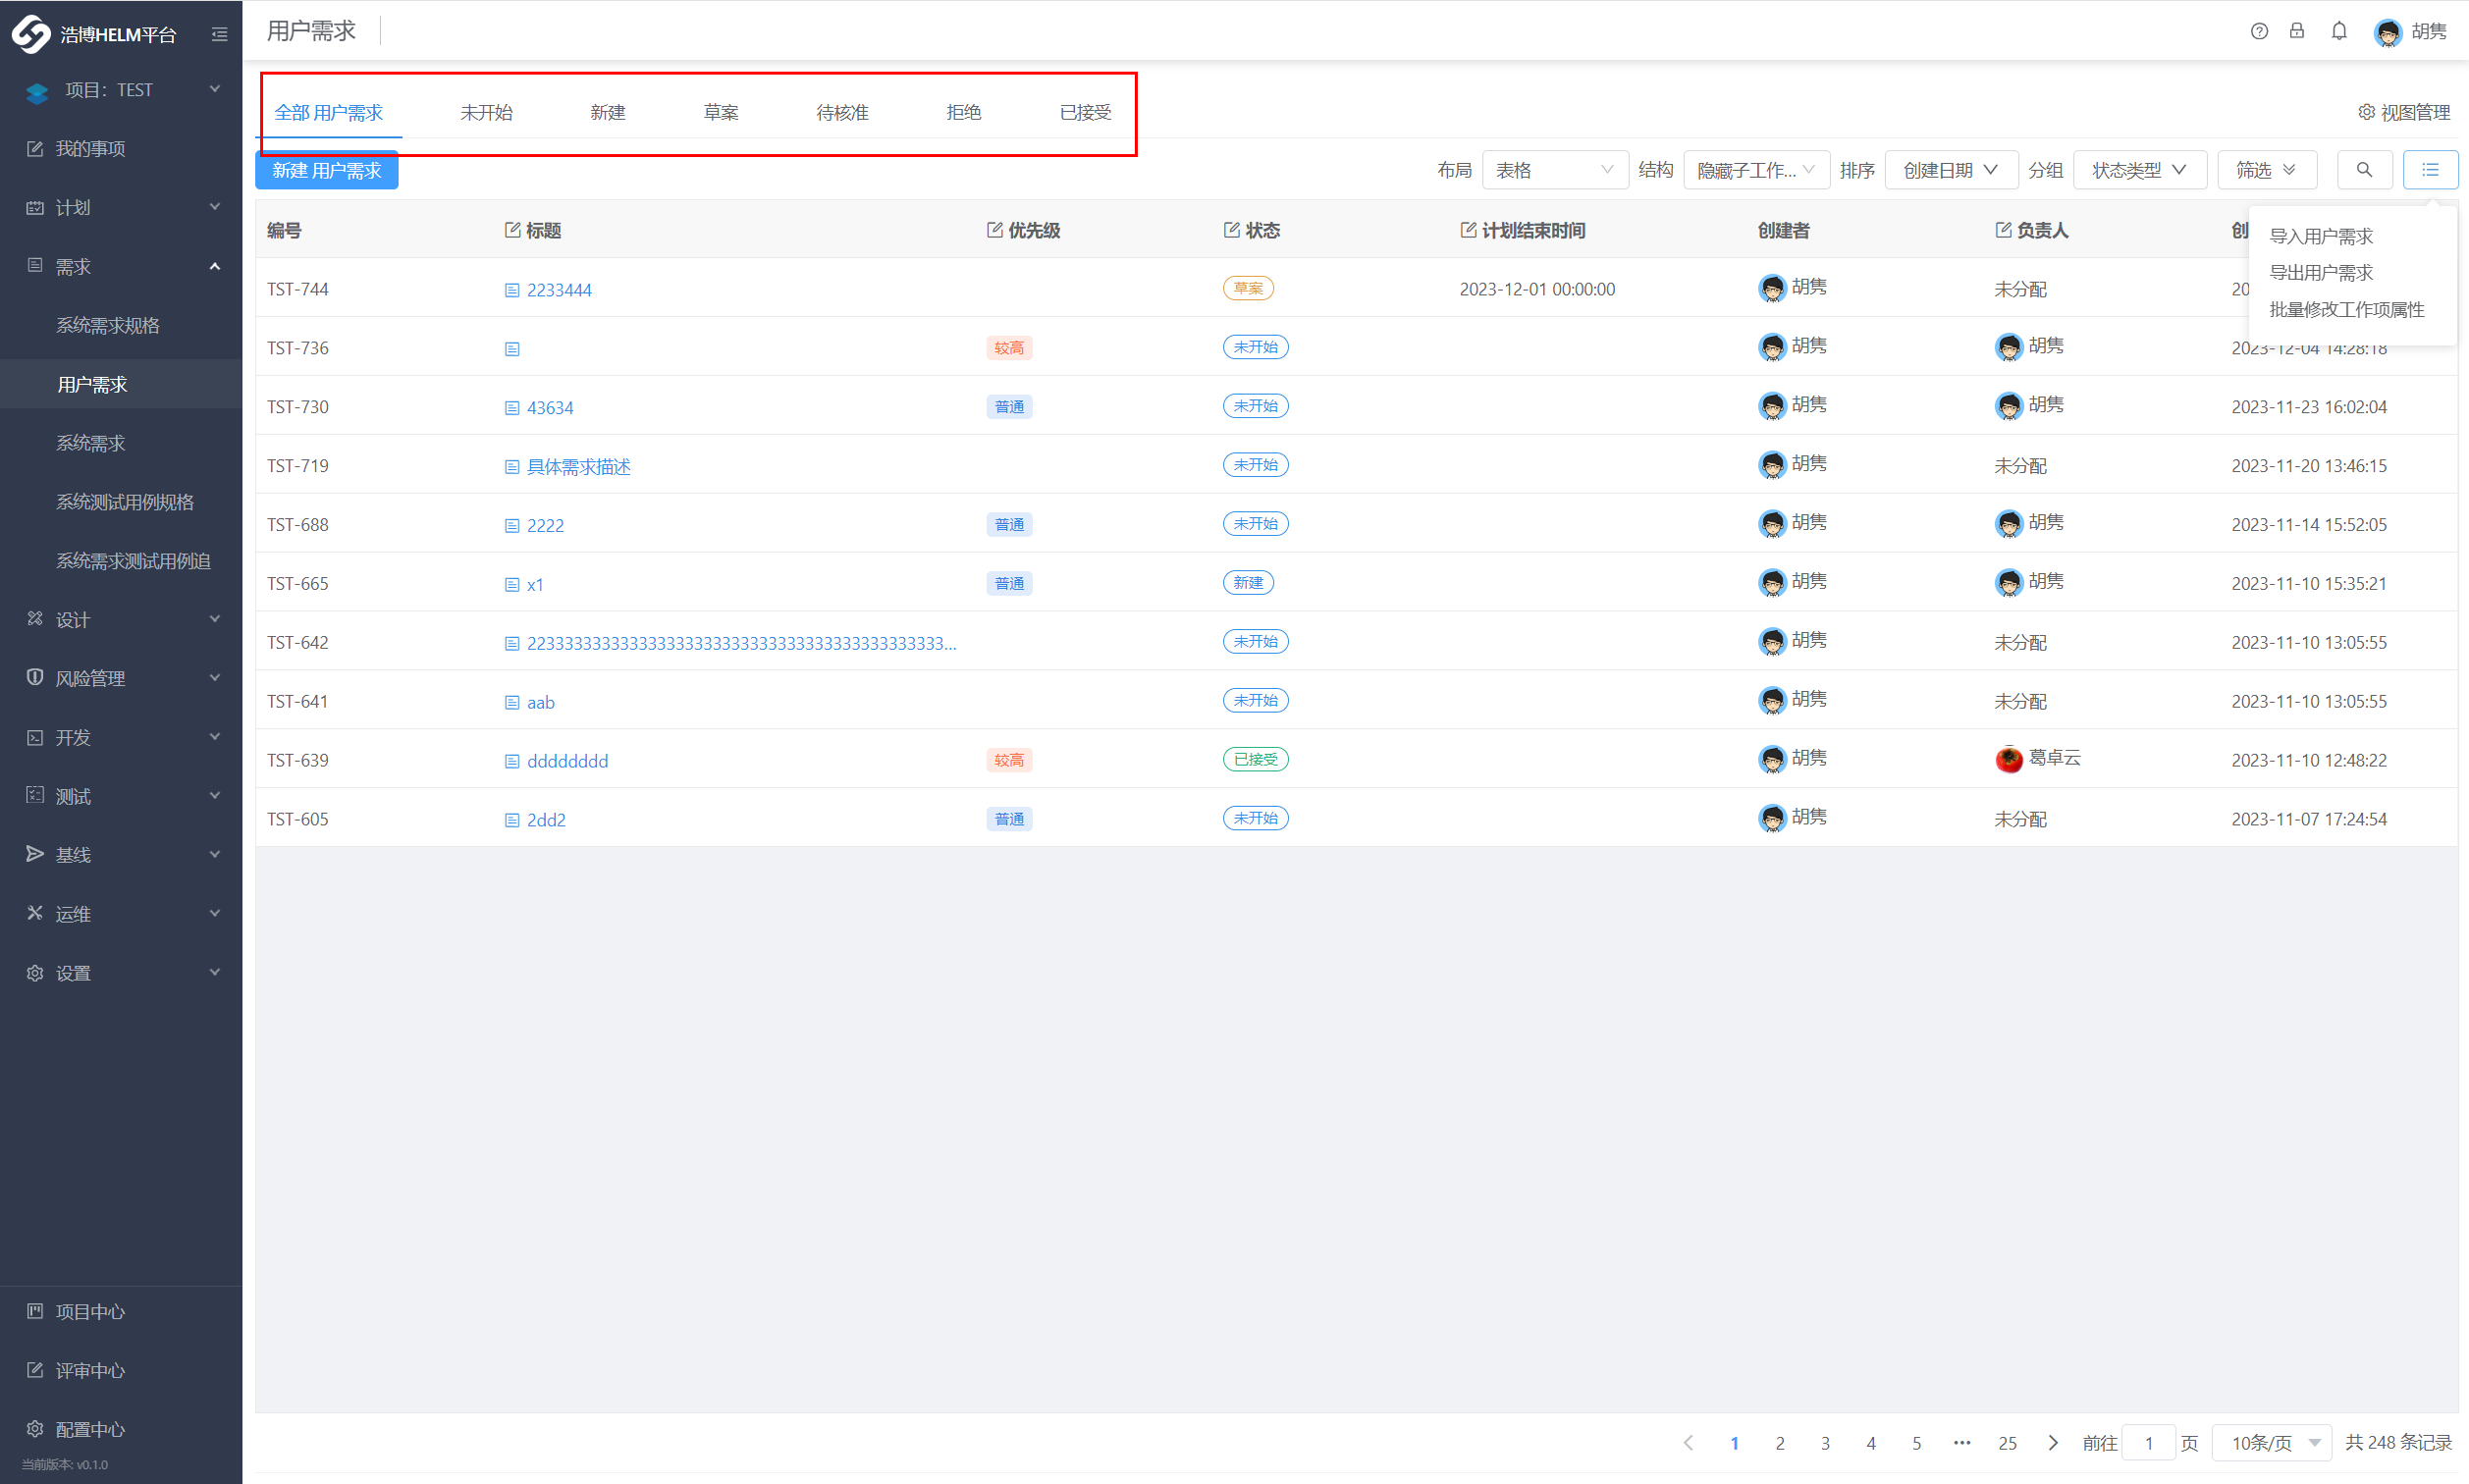 浩博HELM平台
用户需求
胡隽
项目：TEST
我的事项
计划
需求
系统需求规格
用户需求
系统需求
系统测试用例规格
系统需求测试用例追
设计
风险管理
开发
测试
基线
运维
设置
项目中心
评审中心
配置中心
当前版本: v0.1.0
全部 用户需求 未开始 新建 草案 待核准 拒绝 已接受 视图管理
新建 用户需求 布局 表格 结构 隐藏子工作... 排序 创建日期 分组 状态类型 筛选
导入用户需求
导出用户需求
批量修改工作项属性
编号 标题 优先级 状态 计划结束时间 创建者 负责人 创
TST-744 2233444 草案 2023-12-01 00:00:00 胡隽 未分配 20
TST-736 较高 未开始 胡隽 胡隽 2023-12-04 14:28:18
TST-730 43634 普通 未开始 胡隽 胡隽 2023-11-23 16:02:04
TST-719 具体需求描述 未开始 胡隽 未分配 2023-11-20 13:46:15
TST-688 2222 普通 未开始 胡隽 胡隽 2023-11-14 15:52:05
TST-665 x1 普通 新建 胡隽 胡隽 2023-11-10 15:35:21
TST-642 22333333333333333333333333333333333333333333... 未开始 胡隽 未分配 2023-11-10 13:05:55
TST-641 aab 未开始 胡隽 未分配 2023-11-10 13:05:55
TST-639 dddddddd 较高 已接受 胡隽 葛卓云 2023-11-10 12:48:22
TST-605 2dd2 普通 未开始 胡隽 未分配 2023-11-07 17:24:54
1 2 3 4 5 ••• 25 前往 1 页 10条/页 共 248 条记录